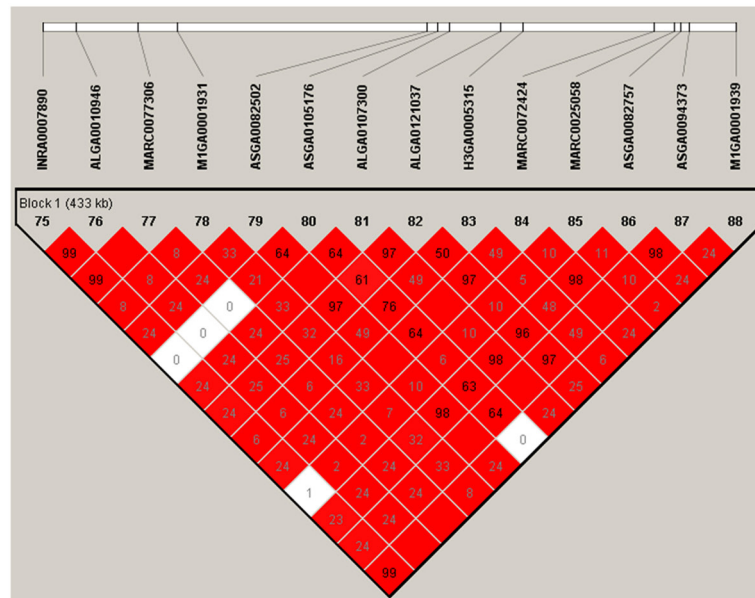 INRA0007890
ALGA0010946
MARC0077306
M1GA0001931
ASGA0082502
ASGA0105176
ALGA0107300
ALGA0121037
H3GA0005315
MARC0072424
MARC0025058
ASGA0082757
ASGA0094373
M1GA0001939
Block 1 (433 kb)
75 76 77 78 79 80 81 82 83 84 85 86 87 88
99 8 33 64 64 97 50 49 10 11 98 24
99 8 24 21 61 49 97 5 98 10 24
8 24 0 33 97 76 10 48 2
24 0 24 32 49 64 10 96 49 24
0 24 25 16 6 98 97 6
24 25 6 33 10 63 25
24 6 24 7 98 64 24
6 24 2 32 0
24 2 24 33 24
1 24 24 8
23 24
24
99